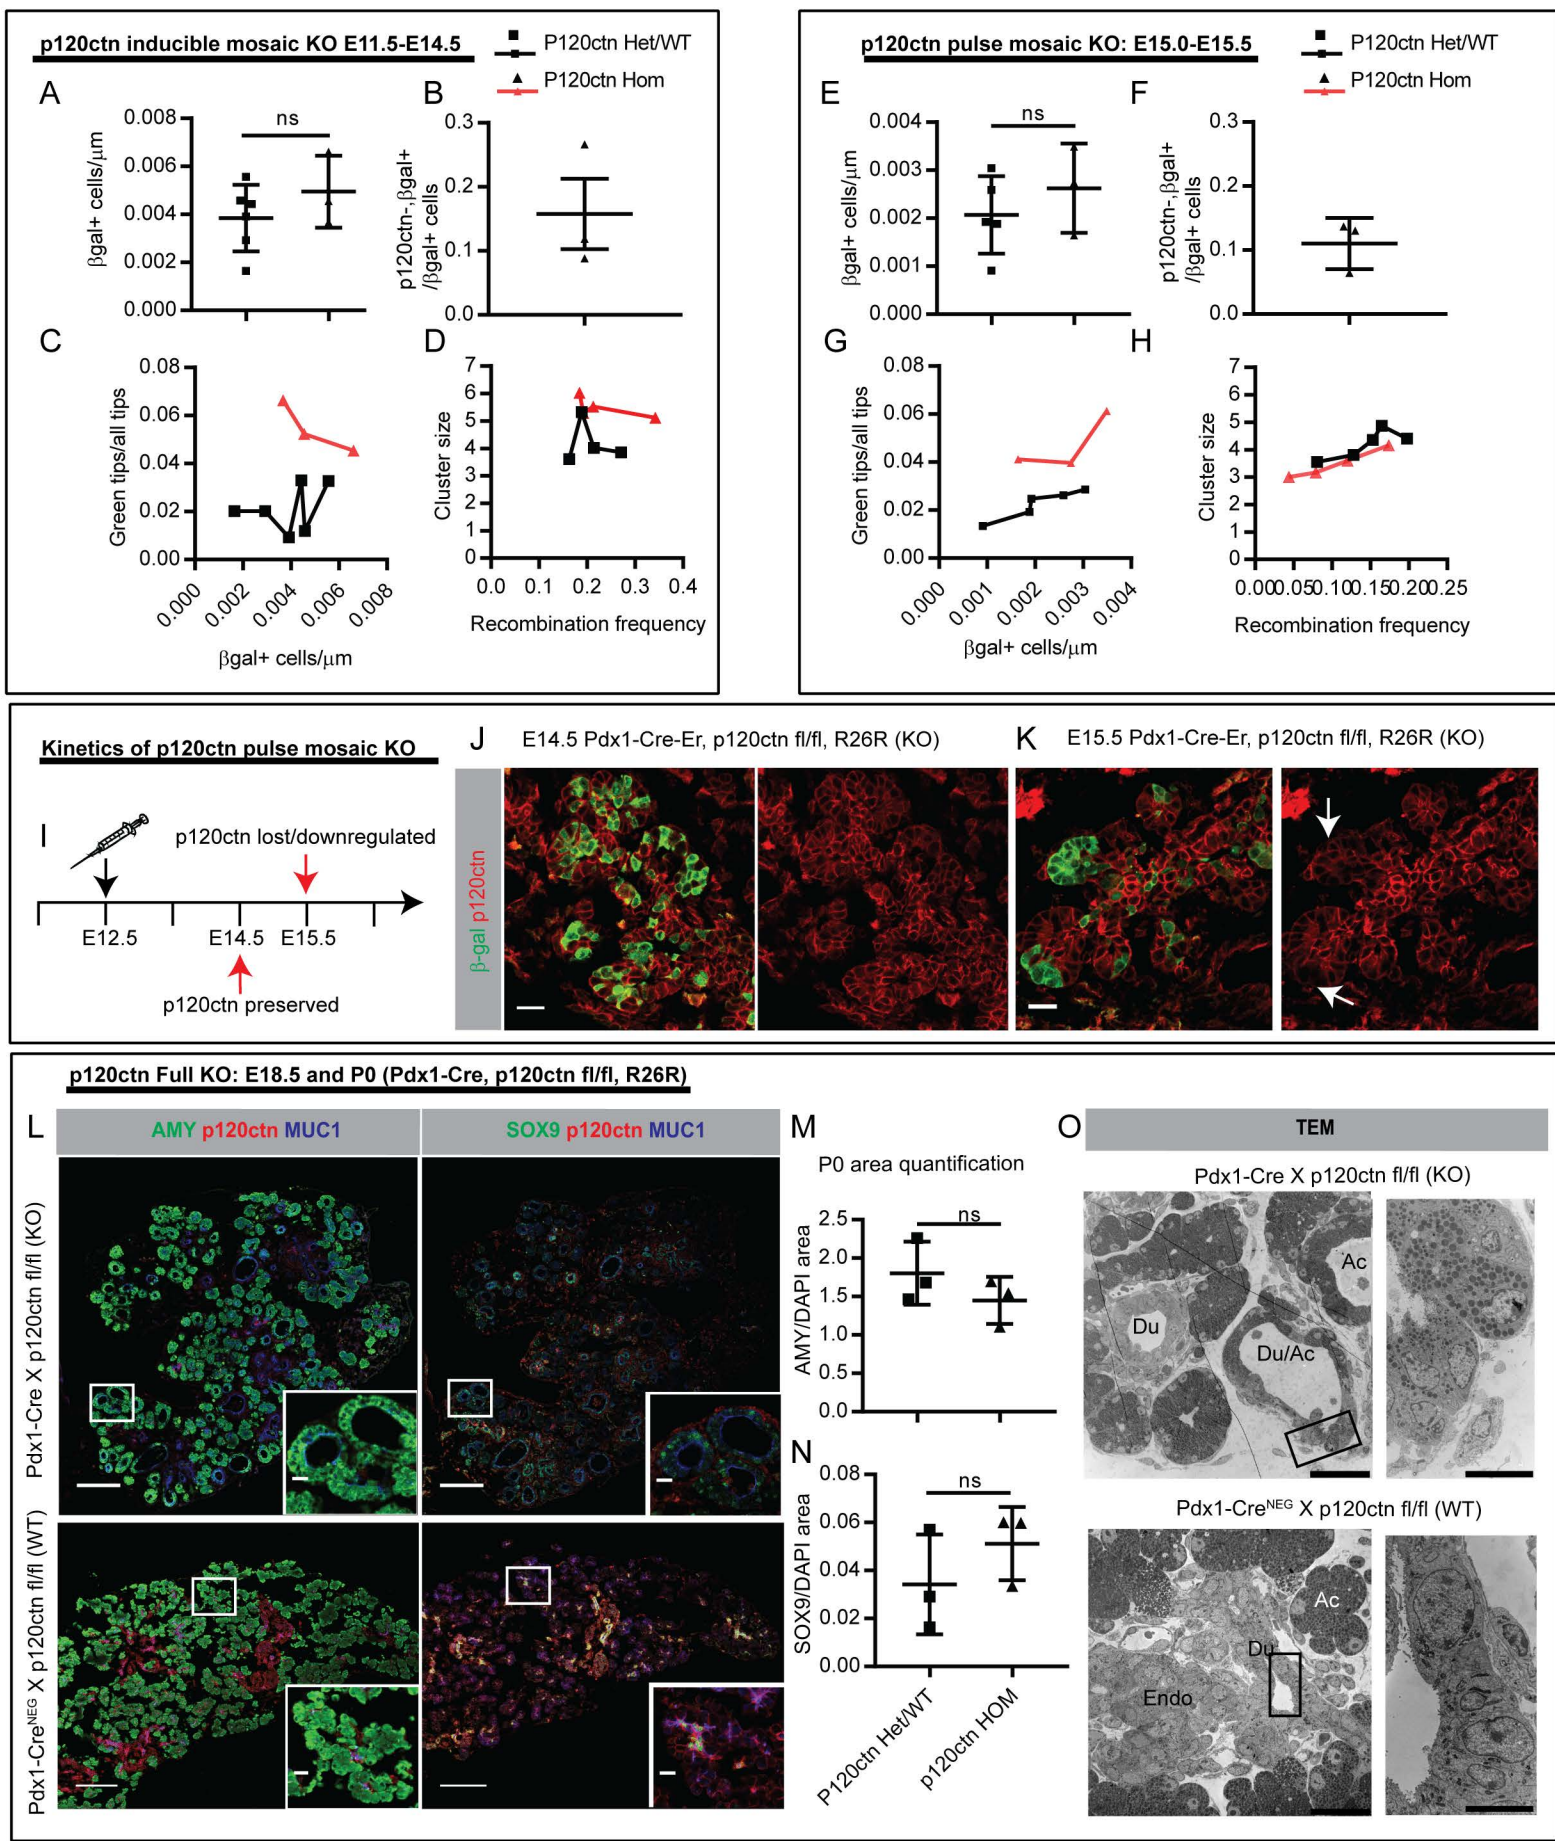 p120ctn inducible mosaic KO E11.5-E14.5
P120ctn Het/WT
P120ctn Hom
A
βgal+ cells/μm
0.008
0.006
0.004
0.002
0.000
ns
B
p120ctn-,βgal+
/βgal+ cells
0.3
0.2
0.1
0.0
C
Green tips/all tips
0.08
0.06
0.04
0.02
0.00
0.000
0.002
0.004
0.006
0.008
βgal+ cells/μm
D
Cluster size
7
6
5
4
3
2
1
0
0.0
0.1
0.2
0.3
0.4
Recombination frequency
p120ctn pulse mosaic KO: E15.0-E15.5
P120ctn Het/WT
P120ctn Hom
E
βgal+ cells/μm
0.004
0.003
0.002
0.001
0.000
ns
F
p120ctn-,βgal+
/βgal+ cells
0.3
0.2
0.1
0.0
G
Green tips/all tips
0.08
0.06
0.04
0.02
0.00
0.000
0.001
0.002
0.003
0.004
βgal+ cells/μm
H
Cluster size
7
6
5
4
3
2
1
0
0.00
0.05
0.10
0.15
0.20
0.25
Recombination frequency
Kinetics of p120ctn pulse mosaic KO
I
p120ctn lost/downregulated
E12.5
E14.5
E15.5
p120ctn preserved
J
E14.5 Pdx1-Cre-Er, p120ctn fl/fl, R26R (KO)
K
E15.5 Pdx1-Cre-Er, p120ctn fl/fl, R26R (KO)
β-gal p120ctn
p120ctn Full KO: E18.5 and P0 (Pdx1-Cre, p120ctn fl/fl, R26R)
L
AMY p120ctn MUC1
SOX9 p120ctn MUC1
Pdx1-Cre X p120ctn fl/fl (KO)
Pdx1-CreNEG X p120ctn fl/fl (WT)
M
P0 area quantification
AMY/DAPI area
2.5
2.0
1.5
1.0
0.5
0.0
ns
N
SOX9/DAPI area
0.08
0.06
0.04
0.02
0.00
ns
P120ctn Het/WT
p120ctn HOM
O
TEM
Pdx1-Cre X p120ctn fl/fl (KO)
Ac
Du
Du/Ac
Pdx1-CreNEG X p120ctn fl/fl (WT)
Ac
Du
Endo